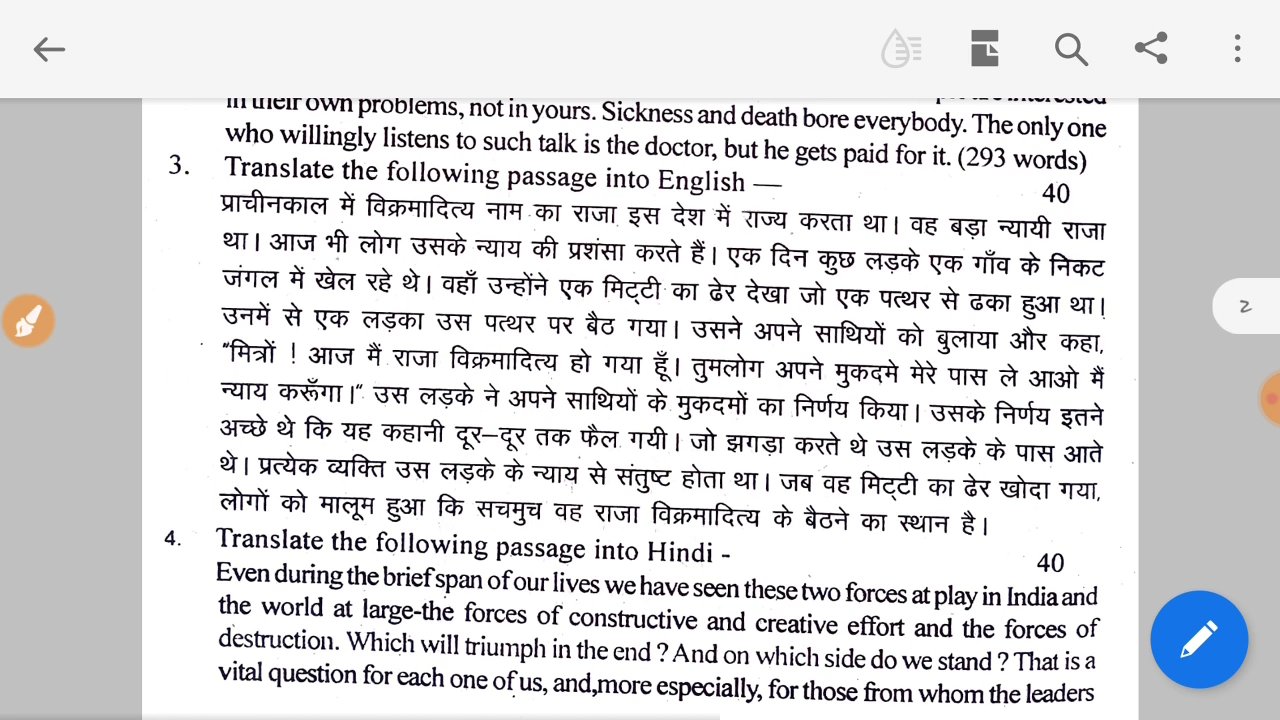 in their own problems, not in yours. Sickness and death bore everybody. The only one
who willingly listens to such talk is the doctor, but he gets paid for it. (293 words)
3. Translate the following passage into English — 40
प्राचीनकाल में विक्रमादित्य नाम का राजा इस देश में राज्य करता था। वह बड़ा न्यायी राजा
था। आज भी लोग उसके न्याय की प्रशंसा करते हैं। एक दिन कुछ लड़के एक गाँव के निकट
जंगल में खेल रहे थे। वहाँ उन्होंने एक मिट्टी का ढेर देखा जो एक पत्थर से ढका हुआ था।
उनमें से एक लड़का उस पत्थर पर बैठ गया। उसने अपने साथियों को बुलाया और कहा,
"मित्रों ! आज मैं राजा विक्रमादित्य हो गया हूँ। तुमलोग अपने मुकदमे मेरे पास ले आओ मैं
न्याय करूँगा।" उस लड़के ने अपने साथियों के मुकदमों का निर्णय किया। उसके निर्णय इतने
अच्छे थे कि यह कहानी दूर–दूर तक फैल गयी। जो झगड़ा करते थे उस लड़के के पास आते
थे। प्रत्येक व्यक्ति उस लड़के के न्याय से संतुष्ट होता था। जब वह मिट्टी का ढेर खोदा गया,
लोगों को मालूम हुआ कि सचमुच वह राजा विक्रमादित्य के बैठने का स्थान है।
4. Translate the following passage into Hindi - 40
Even during the brief span of our lives we have seen these two forces at play in India and
the world at large-the forces of constructive and creative effort and the forces of
destruction. Which will triumph in the end ? And on which side do we stand ? That is a
vital question for each one of us, and,more especially, for those from whom the leaders
2